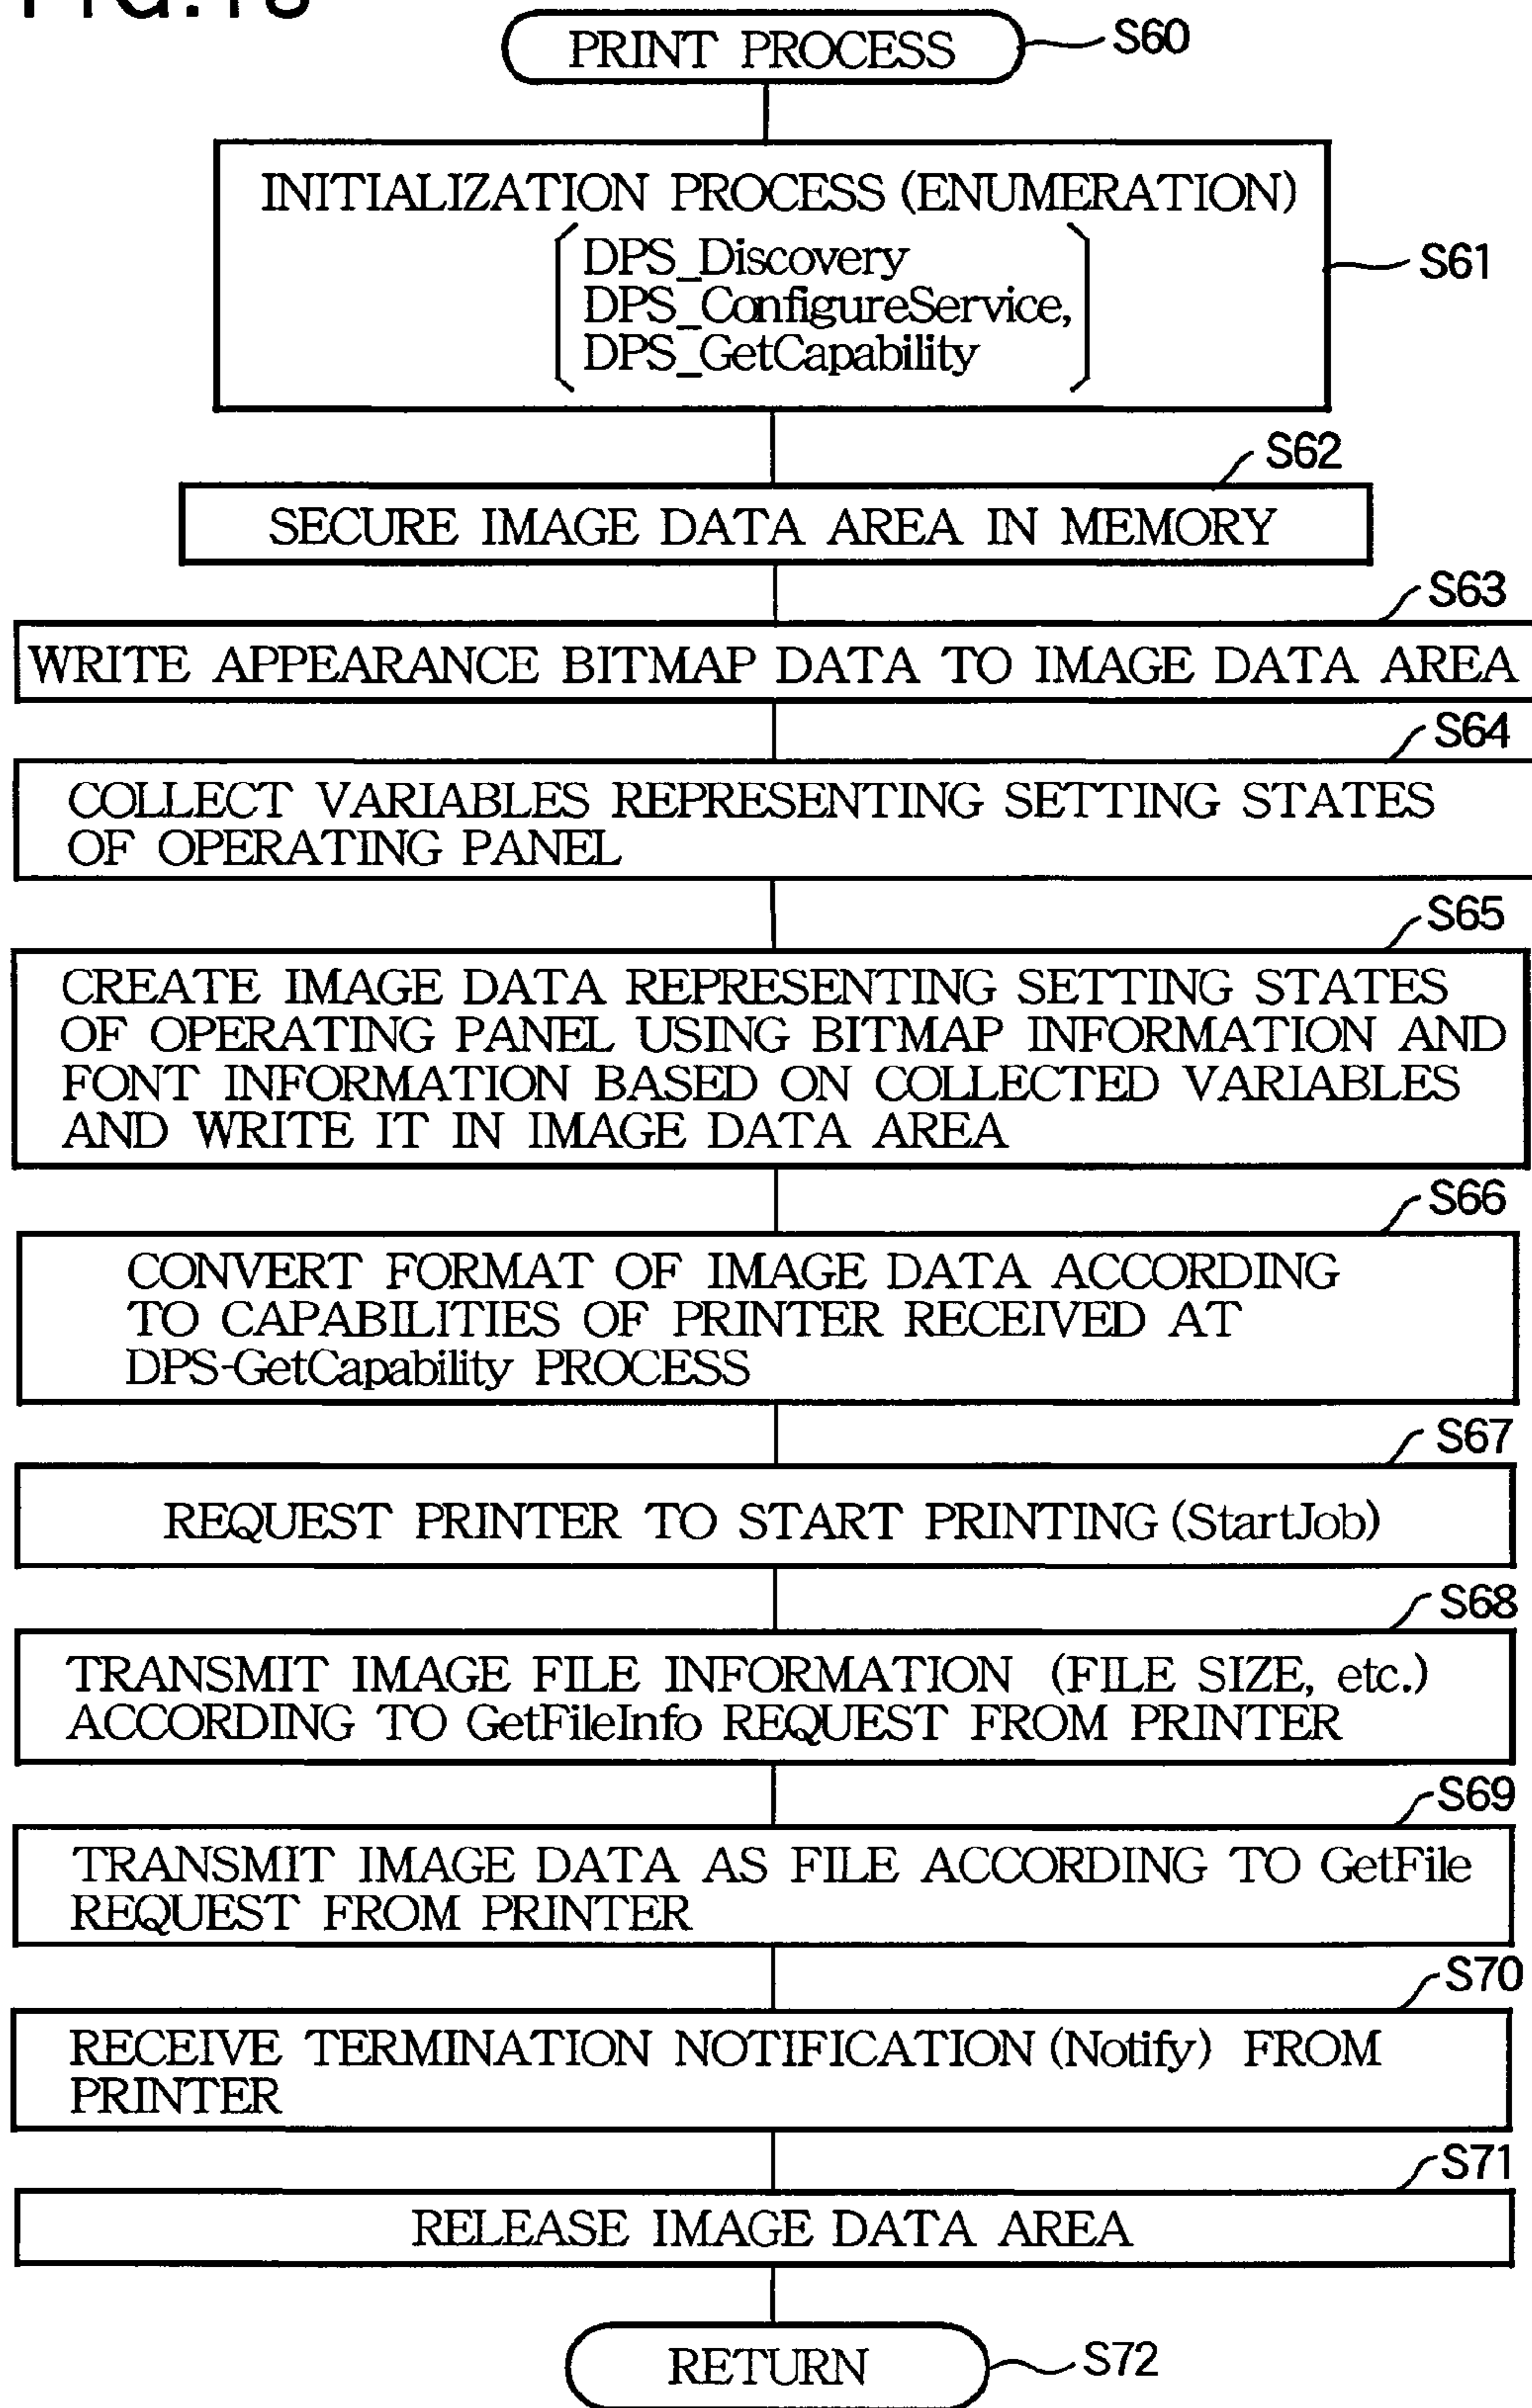 PRINT PROCESS
S60
INITIALIZATION PROCESS (ENUMERATION)
DPS_Discovery
DPS_ConfigureService,
DPS_GetCapability
S61
S62
SECURE IMAGE DATA AREA IN MEMORY
S63
WRITE APPEARANCE BITMAP DATA TO IMAGE DATA AREA
S64
COLLECT VARIABLES REPRESENTING SETTING STATES
OF OPERATING PANEL
S65
CREATE IMAGE DATA REPRESENTING SETTING STATES
OF OPERATING PANEL USING BITMAP INFORMATION AND
FONT INFORMATION BASED ON COLLECTED VARIABLES
AND WRITE IT IN IMAGE DATA AREA
S66
CONVERT FORMAT OF IMAGE DATA ACCORDING
TO CAPABILITIES OF PRINTER RECEIVED AT
DPS-GetCapability PROCESS
S67
REQUEST PRINTER TO START PRINTING (StartJob)
S68
TRANSMIT IMAGE FILE INFORMATION (FILE SIZE, etc.)
ACCORDING TO GetFileInfo REQUEST FROM PRINTER
S69
TRANSMIT IMAGE DATA AS FILE ACCORDING TO GetFile
REQUEST FROM PRINTER
S70
RECEIVE TERMINATION NOTIFICATION (Notify) FROM
PRINTER
S71
RELEASE IMAGE DATA AREA
RETURN
S72